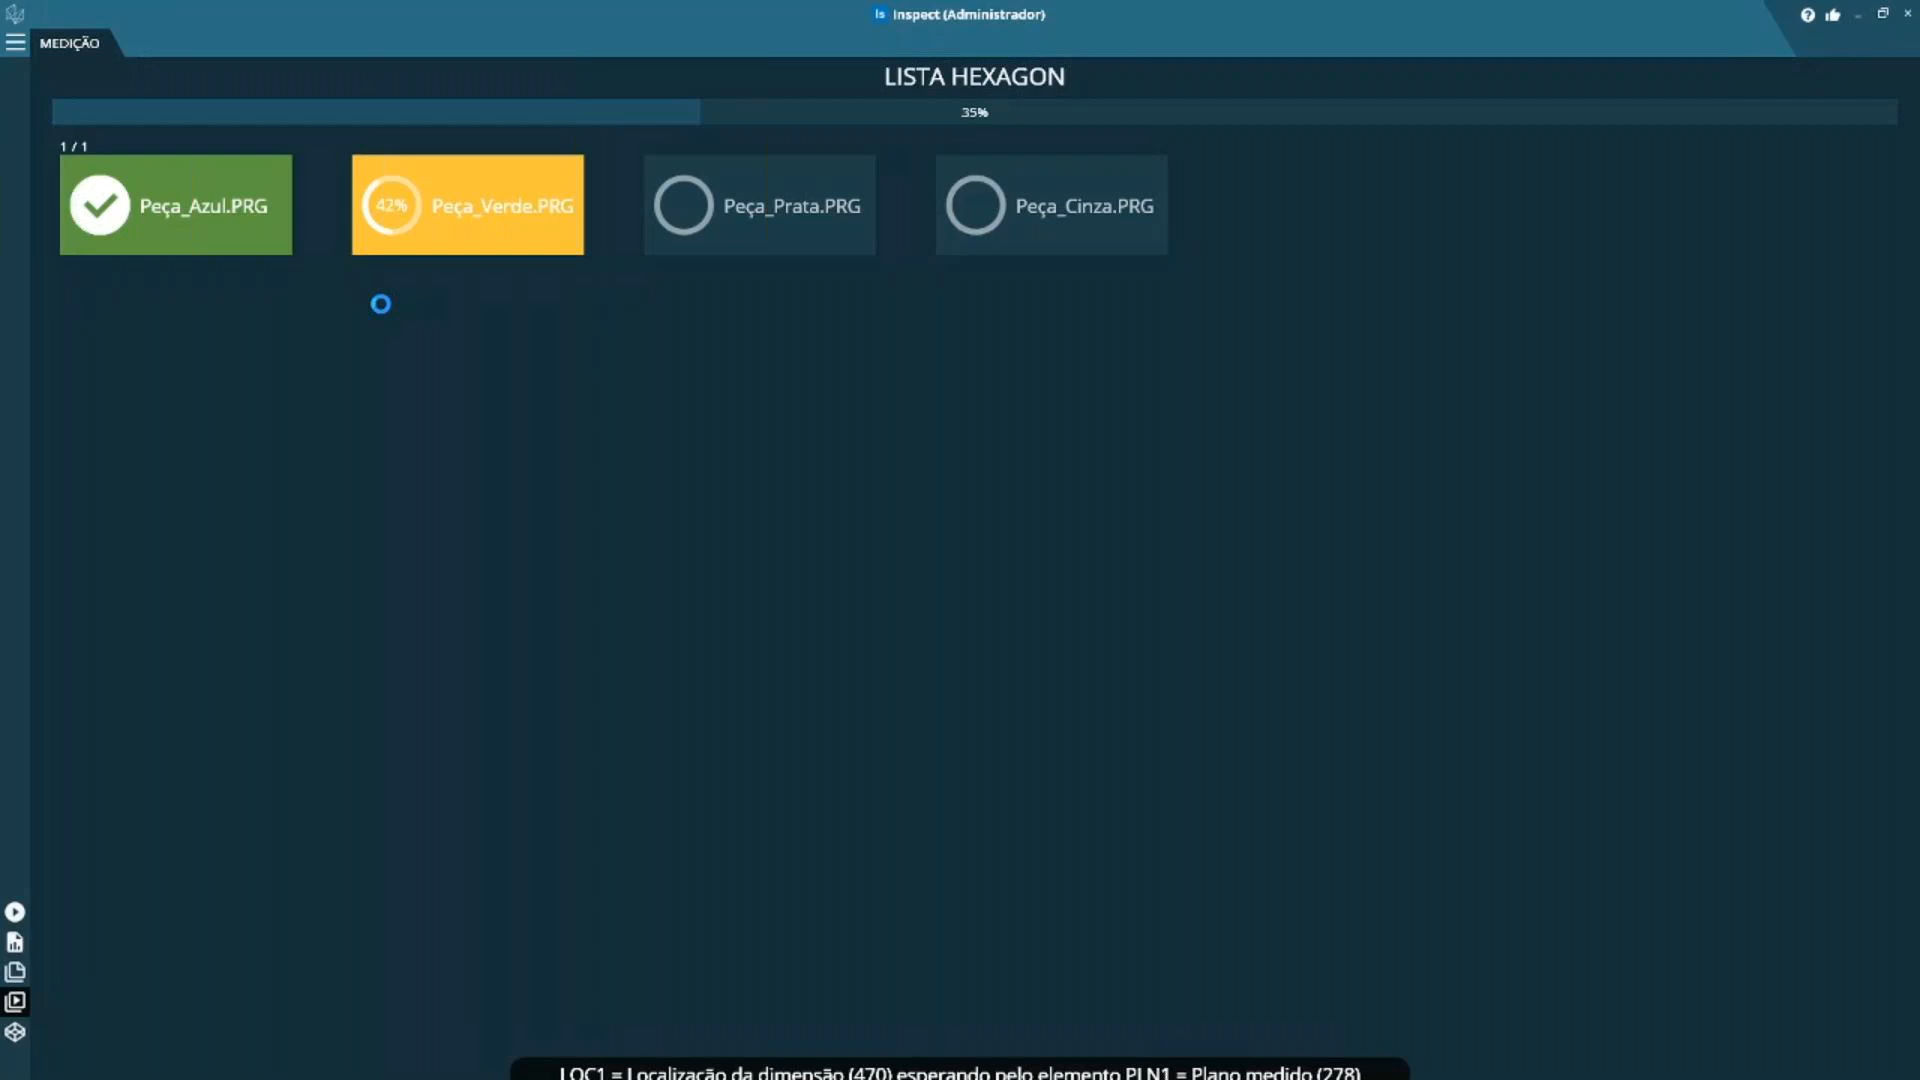 Is Inspect (Administrador)
MEDIÇÃO
LISTA HEXAGON
35%
1 / 1
Peça_Azul.PRG
42%
Peça_Verde.PRG
Peça_Prata.PRG
Peça_Cinza.PRG
LOC1 = Localização da dimensão (470) esperando pelo elemento PLN1 = Plano medido (278)